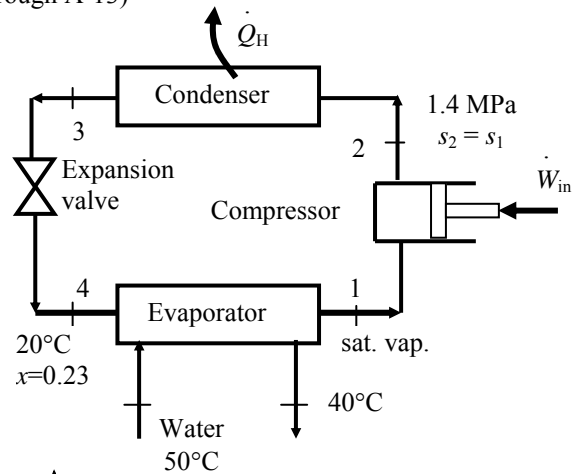 rough A-13)
Q̇H
Condenser
1.4 MPa
s2 = s1
3
2
Expansion
valve
Ẇin
Compressor
4
1
Evaporator
20°C
x=0.23
sat. vap.
40°C
Water
50°C